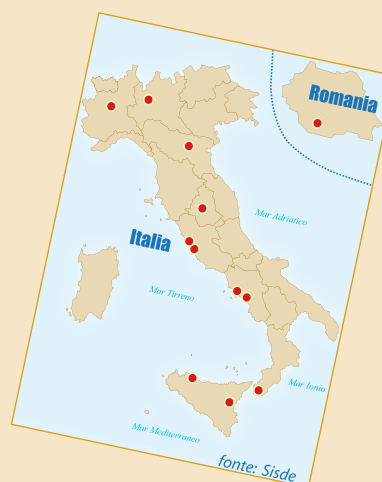 Romania
Mar Adriatico
Italia
Mar Tirreno
Mar Ionio
Mar Mediterraneo
fonte: Sisde